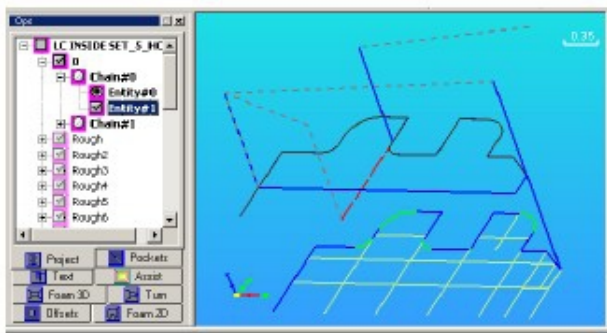 Ope
LC INSIDE SET_5_HC
0
Chain#0
Entity#0
Entity#1
Chain#1
Rough
Rough2
Rough3
Rough4
Rough5
Rough6
Project
Pockets
Text
Assist
Foam 3D
Turn
Offsets
Foam 2D
0.35